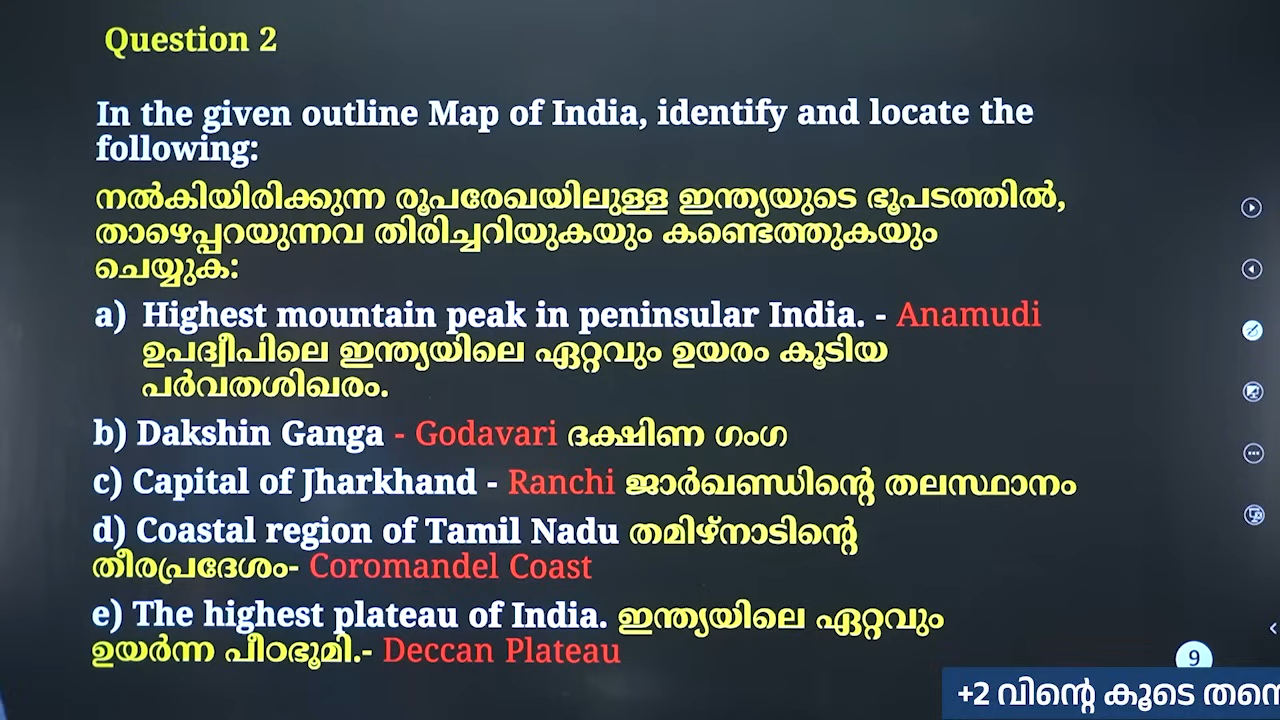 Question 2
In the given outline Map of India, identify and locate the
following:
നൽകിയിരിക്കുന്ന രൂപരേഖയിലുള്ള ഇന്ത്യയുടെ ഭൂപടത്തിൽ,
താഴെപ്പറയുന്നവ തിരിച്ചറിയുകയും കണ്ടെത്തുകയും
ചെയ്യുക:
a) Highest mountain peak in peninsular India. - Anamudi
ഉപദ്വീപിലെ ഇന്ത്യയിലെ ഏറ്റവും ഉയരം കൂടിയ
പർവതശിഖരം.
b) Dakshin Ganga - Godavari ദക്ഷിണ ഗംഗ
c) Capital of Jharkhand - Ranchi ജാർഖണ്ഡിന്റെ തലസ്ഥാനം
d) Coastal region of Tamil Nadu തമിഴ്നാടിന്റെ
തീരപ്രദേശം- Coromandel Coast
e) The highest plateau of India. ഇന്ത്യയിലെ ഏറ്റവും
ഉയർന്ന പീഠഭൂമി.- Deccan Plateau
9
+2 വിന്റെ കൂടെ